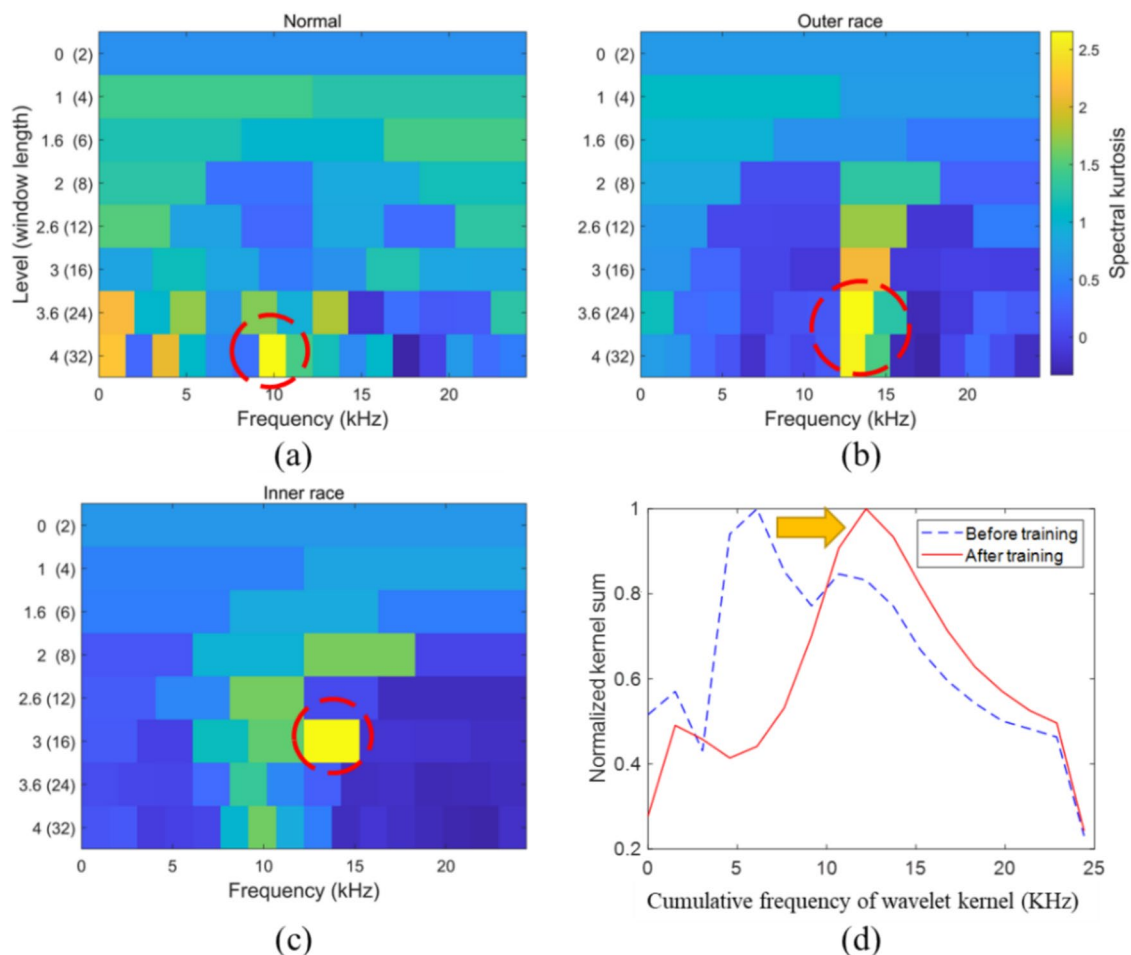 Normal
Level (window length)
0 (2)
1 (4)
1.6 (6)
2 (8)
2.6 (12)
3 (16)
3.6 (24)
4 (32)
0 5 10 15 20
Frequency (kHz)
(a)
Outer race
0 (2)
1 (4)
1.6 (6)
2 (8)
2.6 (12)
3 (16)
3.6 (24)
4 (32)
0 5 10 15 20
Frequency (kHz)
2.5
2
1.5
1
0.5
0
Spectral kurtosis
(b)
Inner race
0 (2)
1 (4)
1.6 (6)
2 (8)
2.6 (12)
3 (16)
3.6 (24)
4 (32)
0 5 10 15 20
Frequency (kHz)
(c)
Normalized kernel sum
1
0.8
0.6
0.4
0.2
Before training
After training
0 5 10 15 20 25
Cumulative frequency of wavelet kernel (KHz)
(d)